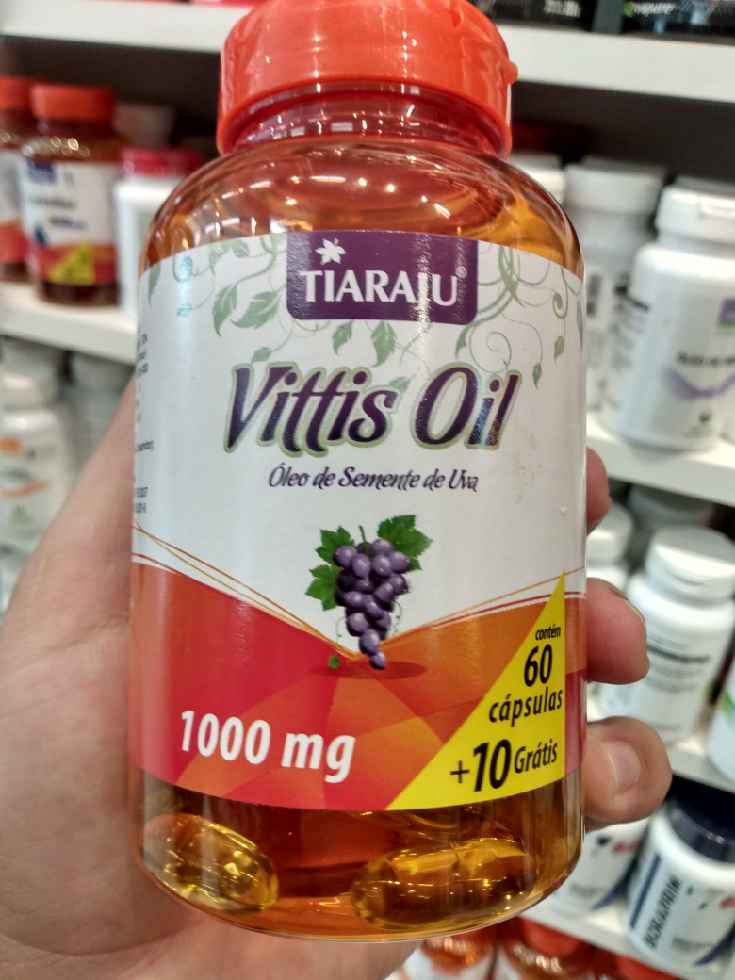 TIARAJU®
Vittis Oil
Óleo de Semente de Uva
1000 mg
contém
60
cápsulas
+10 Grátis